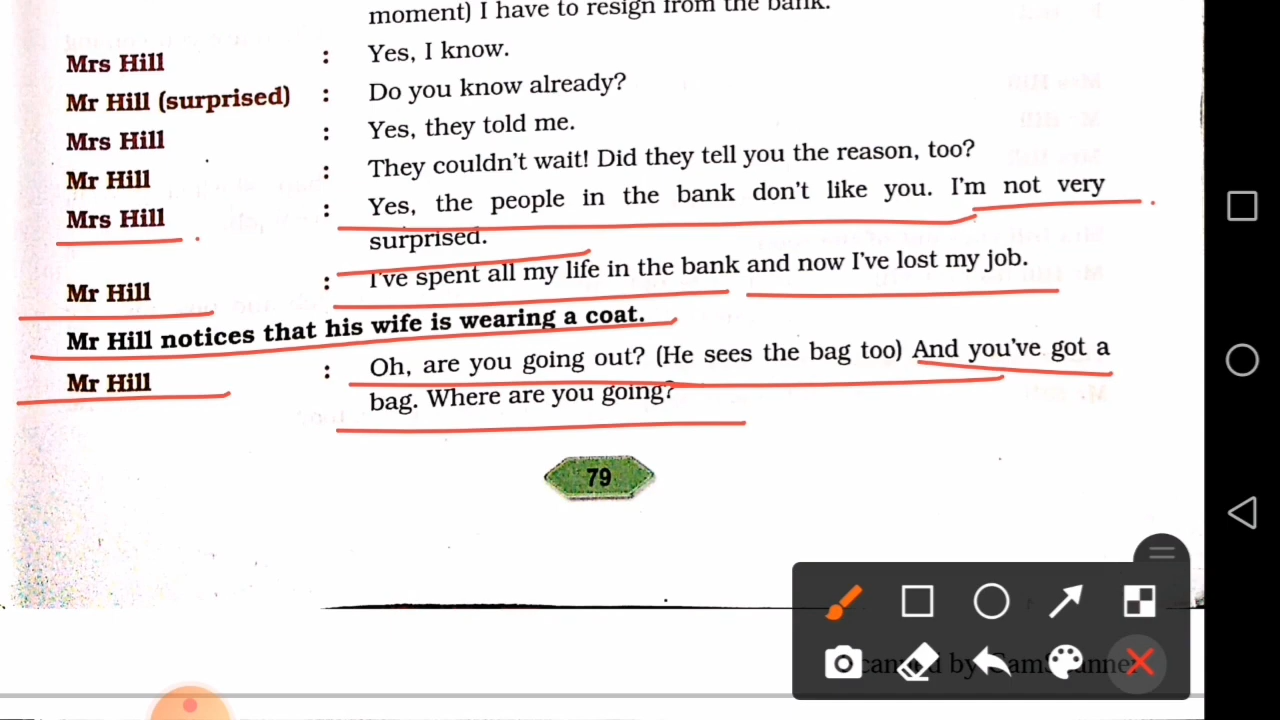 moment) I have to resign from the bank.
Mrs Hill : Yes, I know.
Mr Hill (surprised) : Do you know already?
Mrs Hill : Yes, they told me.
Mr Hill : They couldn't wait! Did they tell you the reason, too?
Mrs Hill : Yes, the people in the bank don't like you. I'm not very
surprised.
Mr Hill : I've spent all my life in the bank and now I've lost my job.
Mr Hill notices that his wife is wearing a coat.
Mr Hill : Oh, are you going out? (He sees the bag too) And you've got a
bag. Where are you going?
79
by